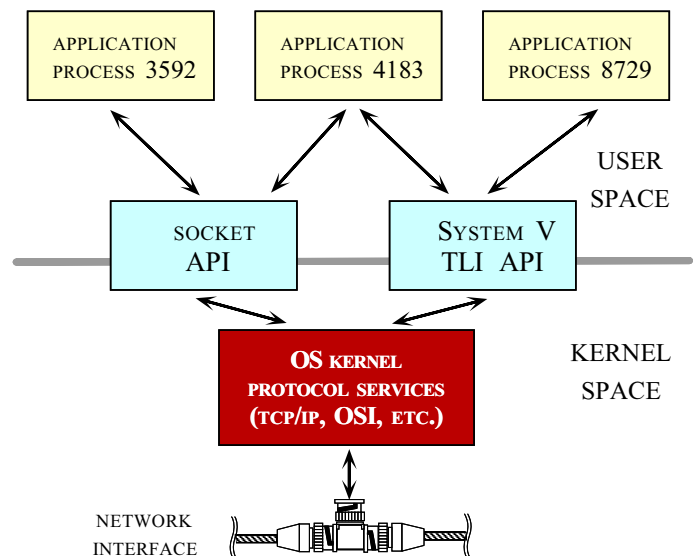 APPLICATION
PROCESS 3592
APPLICATION
PROCESS 4183
APPLICATION
PROCESS 8729
USER
SPACE
SOCKET
API
SYSTEM V
TLI API
OS KERNEL
PROTOCOL SERVICES
(TCP/IP, OSI, ETC.)
KERNEL
SPACE
NETWORK
INTERFACE